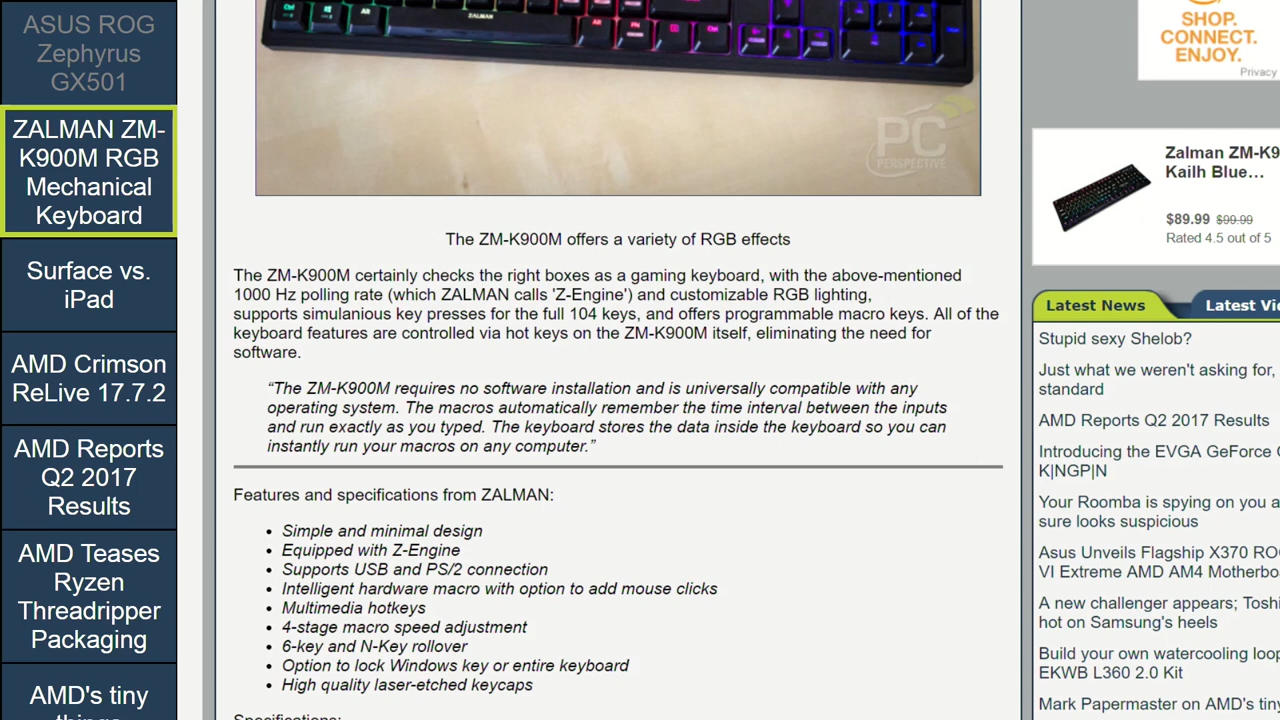 ASUS ROG
Zephyrus
GX501
ZALMAN ZM-
K900M RGB
Mechanical
Keyboard
Surface vs.
iPad
AMD Crimson
ReLive 17.7.2
AMD Reports
Q2 2017
Results
AMD Teases
Ryzen
Threadripper
Packaging
AMD's tiny
things
ZALMAN
PC
PERSPECTIVE
The ZM-K900M offers a variety of RGB effects
The ZM-K900M certainly checks the right boxes as a gaming keyboard, with the above-mentioned
1000 Hz polling rate (which ZALMAN calls 'Z-Engine') and customizable RGB lighting,
supports simulanious key presses for the full 104 keys, and offers programmable macro keys. All of the
keyboard features are controlled via hot keys on the ZM-K900M itself, eliminating the need for
software.
“The ZM-K900M requires no software installation and is universally compatible with any
operating system. The macros automatically remember the time interval between the inputs
and run exactly as you typed. The keyboard stores the data inside the keyboard so you can
instantly run your macros on any computer.”
Features and specifications from ZALMAN:
• Simple and minimal design
• Equipped with Z-Engine
• Supports USB and PS/2 connection
• Intelligent hardware macro with option to add mouse clicks
• Multimedia hotkeys
• 4-stage macro speed adjustment
• 6-key and N-Key rollover
• Option to lock Windows key or entire keyboard
• High quality laser-etched keycaps
Specifications:
SHOP.
CONNECT.
ENJOY.
Privacy
Zalman ZM-K9
Kailh Blue…
$89.99 $99.99
Rated 4.5 out of 5
Latest News
Latest Vi
Stupid sexy Shelob?
Just what we weren't asking for,
standard
AMD Reports Q2 2017 Results
Introducing the EVGA GeForce
K|NGP|N
Your Roomba is spying on you a
sure looks suspicious
Asus Unveils Flagship X370 RO
VI Extreme AMD AM4 Motherbo
A new challenger appears; Toshi
hot on Samsung's heels
Build your own watercooling loop
EKWB L360 2.0 Kit
Mark Papermaster on AMD's tiny